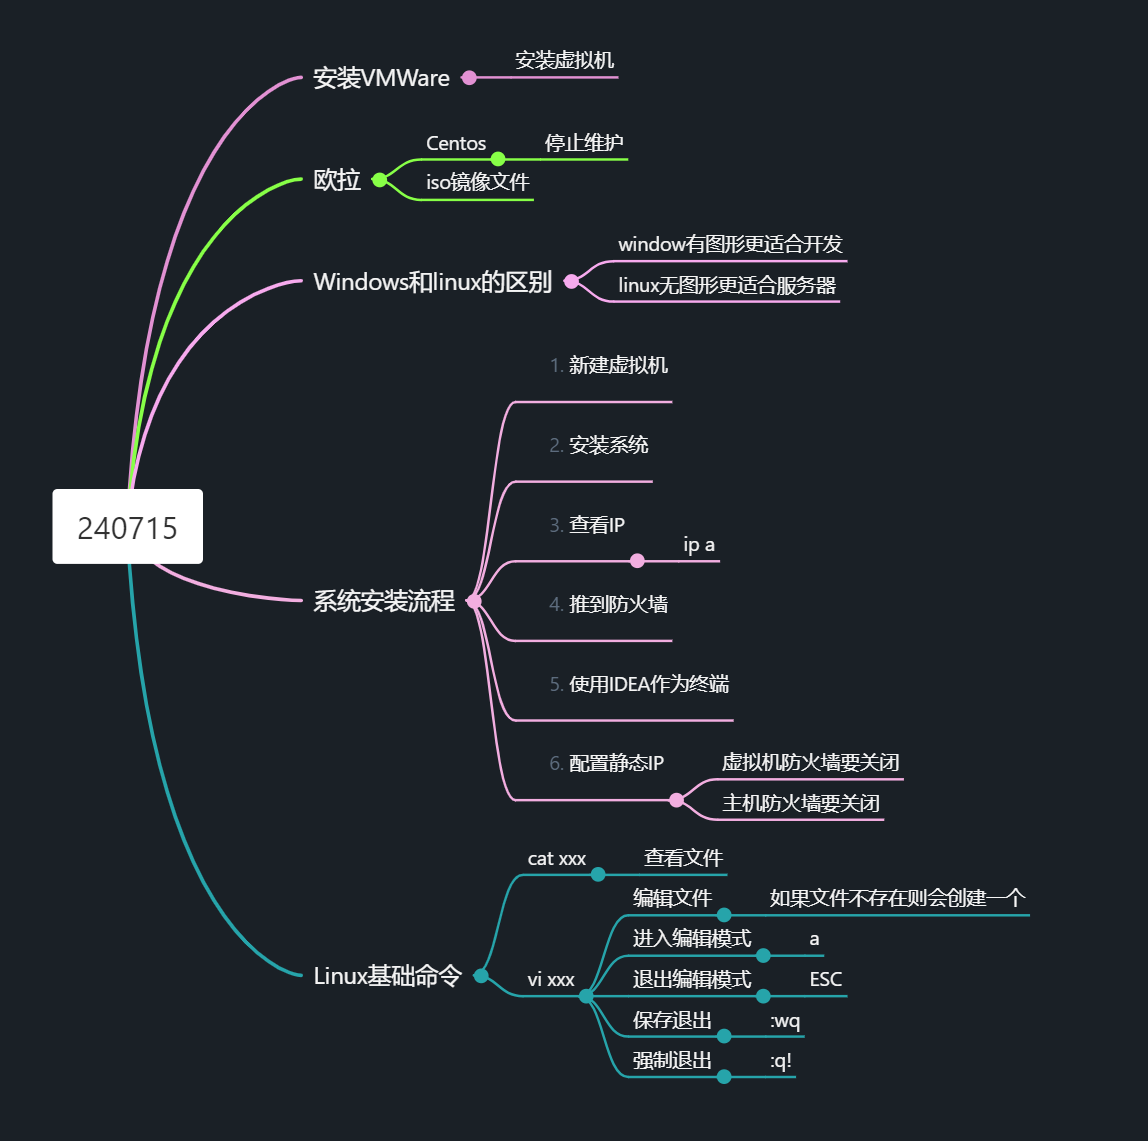 240715
安装VMWare
安装虚拟机
欧拉
Centos
停止维护
iso镜像文件
Windows和linux的区别
window有图形更适合开发
linux无图形更适合服务器
系统安装流程
1. 新建虚拟机
2. 安装系统
3. 查看IP
ip a
4. 推到防火墙
5. 使用IDEA作为终端
6. 配置静态IP
虚拟机防火墙要关闭
主机防火墙要关闭
Linux基础命令
cat xxx
查看文件
vi xxx
编辑文件
如果文件不存在则会创建一个
进入编辑模式
a
退出编辑模式
ESC
保存退出
:wq
强制退出
:q!